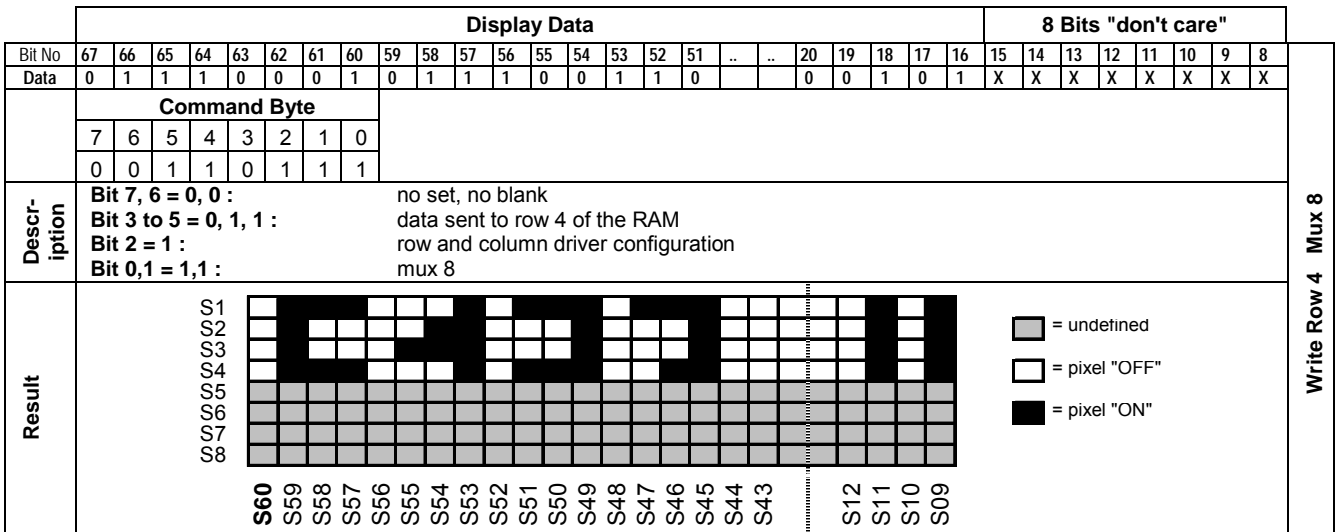 Display Data 8 Bits "don't care"
Bit No 67 66 65 64 63 62 61 60 59 58 57 56 55 54 53 52 51 .. .. 20 19 18 17 16 15 14 13 12 11 10 9 8
Data 0 1 1 1 0 0 0 1 0 1 1 1 0 0 1 1 0 0 0 1 0 1 X X X X X X X X
Command Byte
7 6 5 4 3 2 1 0
0 0 1 1 0 1 1 1
Descr-
iption
Bit 7, 6 = 0, 0 : no set, no blank
Bit 3 to 5 = 0, 1, 1 : data sent to row 4 of the RAM
Bit 2 = 1 : row and column driver configuration
Bit 0,1 = 1,1 : mux 8
Result
S1
S2
S3
S4
S5
S6
S7
S8
S60 S59 S58 S57 S56 S55 S54 S53 S52 S51 S50 S49 S48 S47 S46 S45 S44 S43 S12 S11 S10 S09
= undefined
= pixel "OFF"
= pixel "ON"
Write Row 4 Mux 8